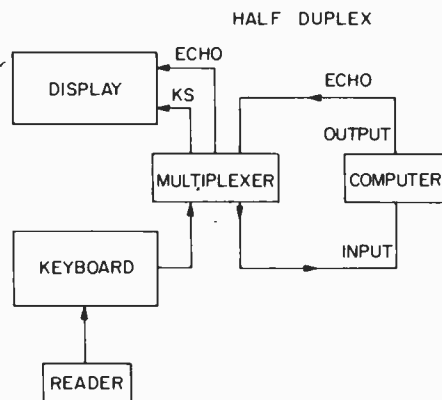 HALF DUPLEX
ECHO
DISPLAY
KS
ECHO
OUTPUT
MULTIPLEXER
COMPUTER
INPUT
KEYBOARD
READER